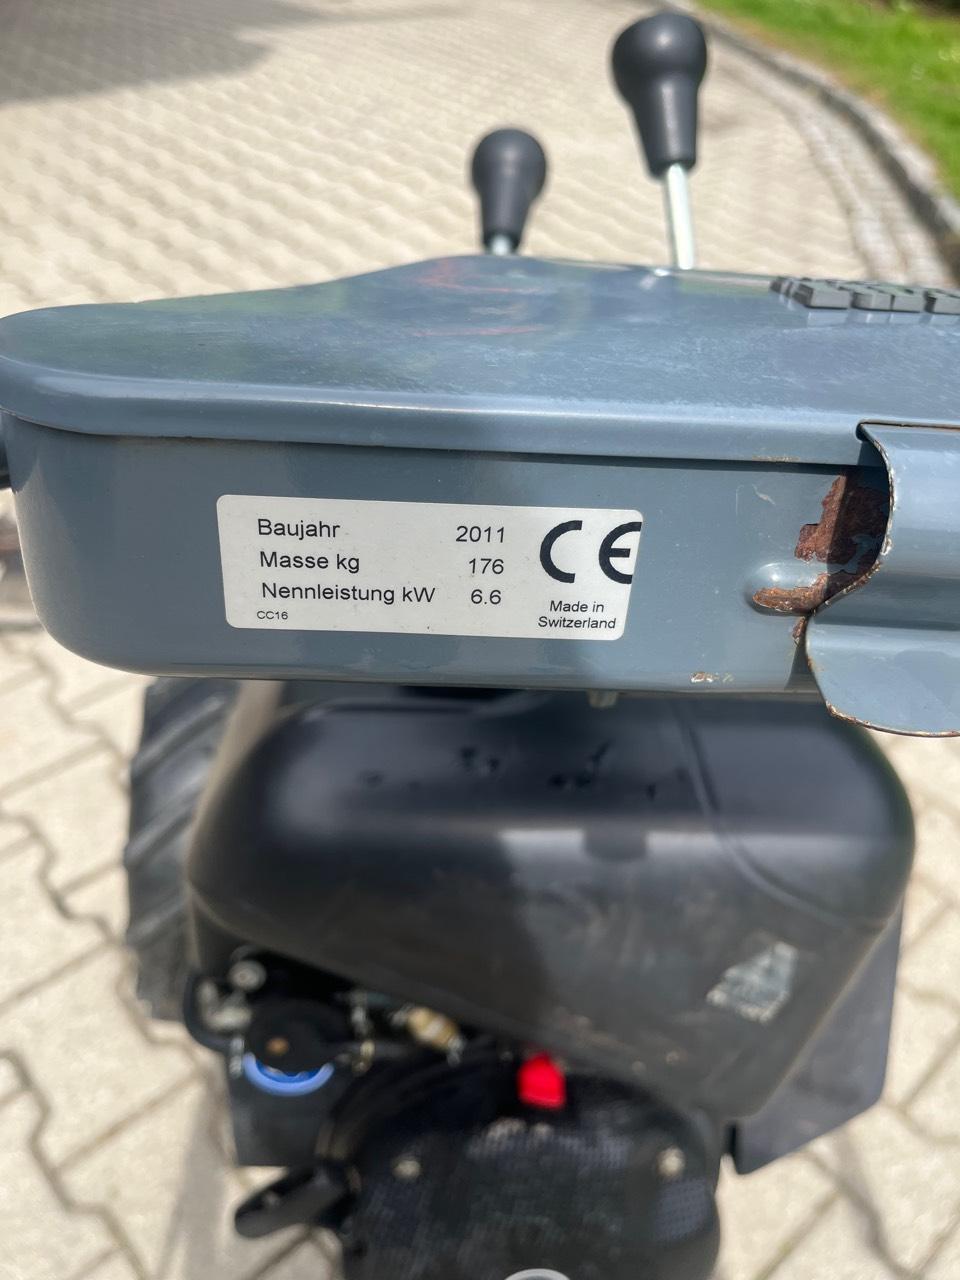 Baujahr 2011
Masse kg 176
Nennleistung kW 6.6
CC16
CE
Made in
Switzerland